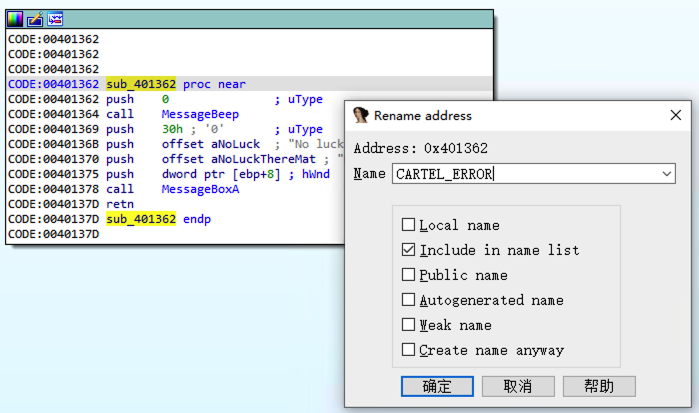 CODE:00401362
CODE:00401362
CODE:00401362
CODE:00401362 sub_401362 proc near
CODE:00401362 push    0               ; uType
CODE:00401364 call    MessageBeep
CODE:00401369 push    30h ; '0'       ; uType
CODE:0040136B push    offset aNoLuck  ; "No luck
CODE:00401370 push    offset aNoLuckThereMat ; "
CODE:00401375 push    dword ptr [ebp+8] ; hWnd
CODE:00401378 call    MessageBoxA
CODE:0040137D retn
CODE:0040137D sub_401362 endp
CODE:0040137D
Rename address
Address: 0x401362
Name CARTEL_ERROR
Local name
Include in name list
Public name
Autogenerated name
Weak name
Create name anyway
确定 取消 帮助